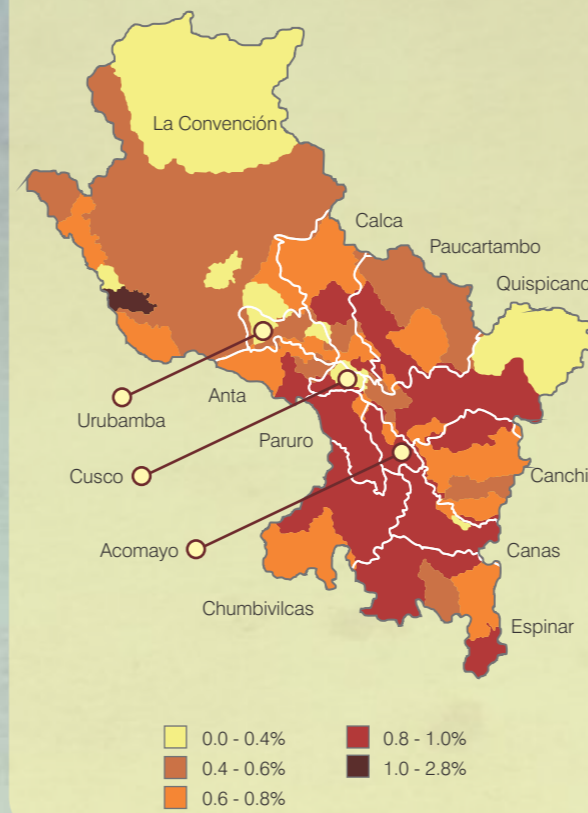 La Convención
Calca
Paucartambo
Quispicanc
Urubamba
Anta
Cusco
Paruro
Canchi
Acomayo
Canas
Chumbivilcas
Espinar
0.0 - 0.4%
0.8 - 1.0%
0.4 - 0.6%
1.0 - 2.8%
0.6 - 0.8%